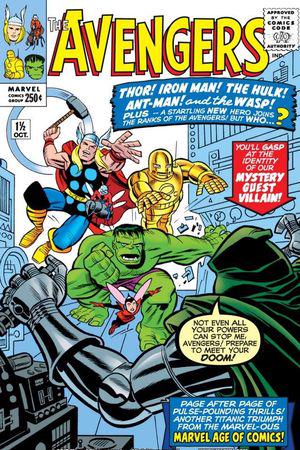 THE AVENGERS
APPROVED
BY THE
COMICS
CODE
AUTHORITY
MARVEL
COMICS
GROUP 250¢
IND.
1½
OCT.
THOR! IRON MAN! THE HULK!
ANT-MAN! and the WASP!
PLUS — A STARTLING NEW HERO JOINS
THE RANKS OF THE AVENGERS! BUT WHO...?
YOU'LL
GASP AT THE
IDENTITY OF
OUR
MYSTERY
GUEST
VILLAIN!
NOT EVEN ALL
YOUR POWERS
CAN STOP ME,
AVENGERS! PREPARE
TO MEET YOUR
DOOM!
PAGE AFTER PAGE OF
PULSE-POUNDING THRILLS!
ANOTHER TITANIC TRIUMPH
FROM THE MARVEL-OUS
MARVEL AGE OF COMICS!